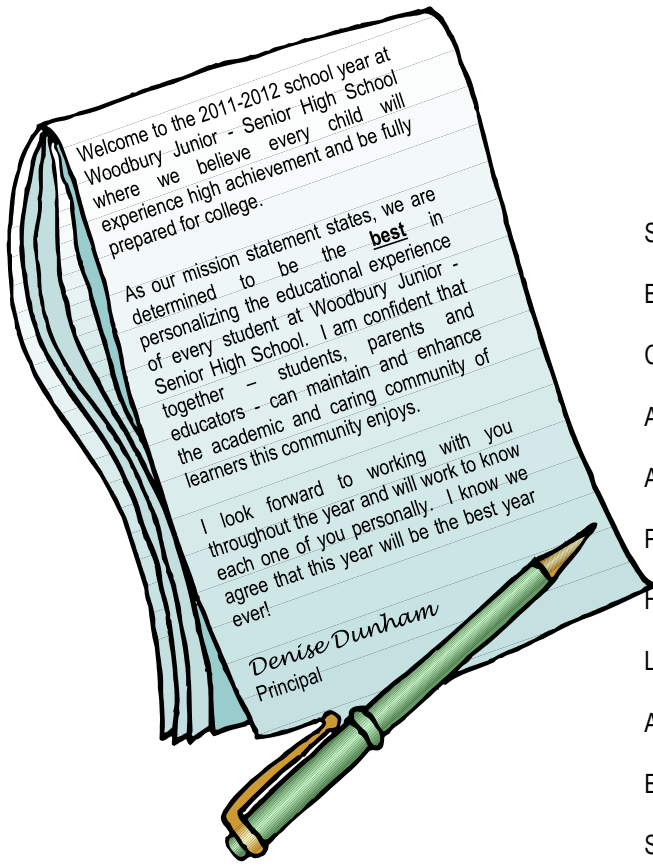 Welcome to the 2011-2012 school year at
Woodbury Junior - Senior High School
where we believe every child will
experience high achievement and be fully
prepared for college.
As our mission statement states, we are
determined to be the best in
personalizing the educational experience
of every student at Woodbury Junior -
Senior High School. I am confident that
together – students, parents and
educators - can maintain and enhance
the academic and caring community of
learners this community enjoys.
I look forward to working with you
throughout the year and will work to know
each one of you personally. I know we
agree that this year will be the best year
ever!
Denise Dunham
Principal